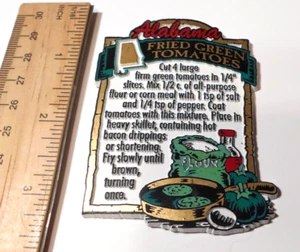 Alabama
FRIED GREEN
TOMATOES
Cut 4 large
firm green tomatoes in 1/4"
slices. Mix 1/2 c. of all-purpose
flour or corn meal with 1 tsp of salt
and 1/4 tsp of pepper. Coat
tomatoes with this mixture. Place in
heavy skillet, containing hot
bacon drippings
or shortening.
Fry slowly until
brown,
turning
once.
FLOUR
1
2
3